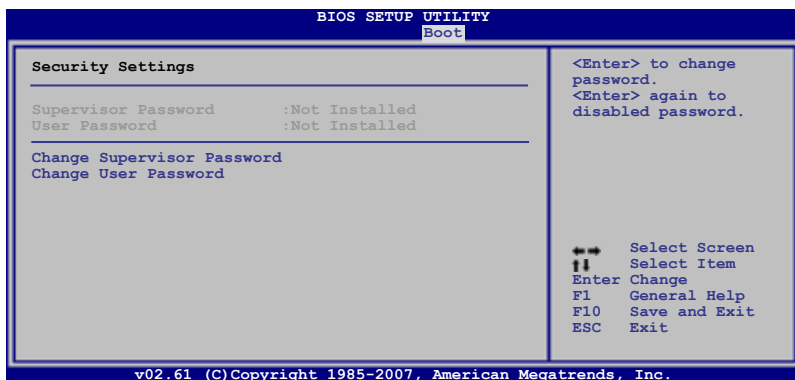 BIOS SETUP UTILITY
Boot
Security Settings
Supervisor Password :Not Installed
User Password :Not Installed
Change Supervisor Password
Change User Password
<Enter> to change
password.
<Enter> again to
disabled password.
←→ Select Screen
↑↓ Select Item
Enter Change
F1 General Help
F10 Save and Exit
ESC Exit
v02.61 (C)Copyright 1985-2007, American Megatrends, Inc.